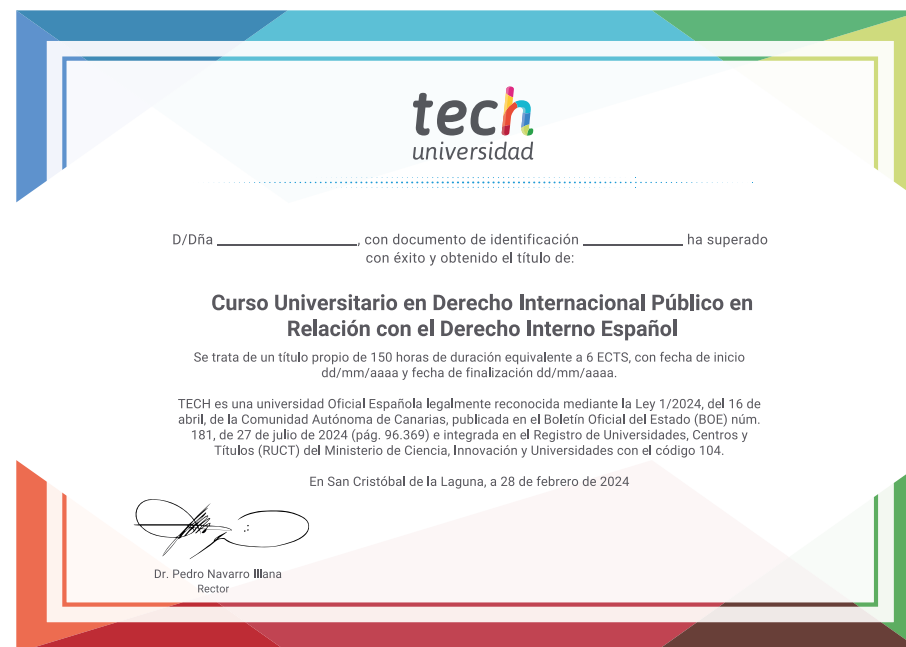 tech
universidad
D/Dña ____________, con documento de identificación ____________ ha superado
con éxito y obtenido el título de:
Curso Universitario en Derecho Internacional Público en
Relación con el Derecho Interno Español
Se trata de un título propio de 150 horas de duración equivalente a 6 ECTS, con fecha de inicio
dd/mm/aaaa y fecha de finalización dd/mm/aaaa.
TECH es una universidad Oficial Española legalmente reconocida mediante la Ley 1/2024, del 16 de
abril, de la Comunidad Autónoma de Canarias, publicada en el Boletín Oficial del Estado (BOE) núm.
181, de 27 de julio de 2024 (pág. 96.369) e integrada en el Registro de Universidades, Centros y
Títulos (RUCT) del Ministerio de Ciencia, Innovación y Universidades con el código 104.
En San Cristóbal de la Laguna, a 28 de febrero de 2024
Dr. Pedro Navarro Illana
Rector